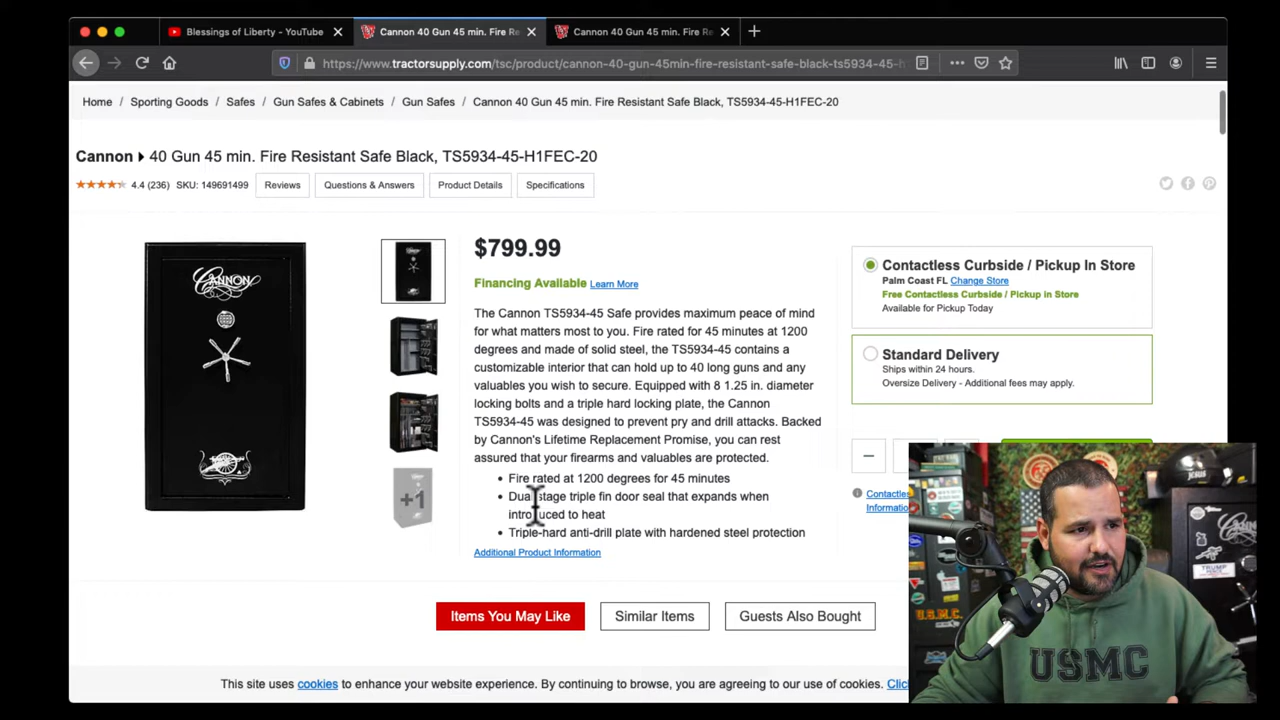 Blessings of Liberty - YouTube
Cannon 40 Gun 45 min. Fire Re
Cannon 40 Gun 45 min. Fire Re
https://www.tractorsupply.com/tsc/product/cannon-40-gun-45min-fire-resistant-safe-black-ts5934-45-h
Home / Sporting Goods / Safes / Gun Safes & Cabinets / Gun Safes / Cannon 40 Gun 45 min. Fire Resistant Safe Black, TS5934-45-H1FEC-20
Cannon 40 Gun 45 min. Fire Resistant Safe Black, TS5934-45-H1FEC-20
4.4 (236) SKU: 149691499 Reviews Questions & Answers Product Details Specifications
CANNON
CANNON
+1
$799.99
Financing Available Learn More
The Cannon TS5934-45 Safe provides maximum peace of mind
for what matters most to you. Fire rated for 45 minutes at 1200
degrees and made of solid steel, the TS5934-45 contains a
customizable interior that can hold up to 40 long guns and any
valuables you wish to secure. Equipped with 8 1.25 in. diameter
locking bolts and a triple hard locking plate, the Cannon
TS5934-45 was designed to prevent pry and drill attacks. Backed
by Cannon's Lifetime Replacement Promise, you can rest
assured that your firearms and valuables are protected.
Fire rated at 1200 degrees for 45 minutes
Dual stage triple fin door seal that expands when
introduced to heat
Triple-hard anti-drill plate with hardened steel protection
Additional Product Information
Contactless Curbside / Pickup In Store
Palm Coast FL Change Store
Free Contactless Curbside / Pickup in Store
Available for Pickup Today
Standard Delivery
Ships within 24 hours.
Oversize Delivery - Additional fees may apply.
Contactles
Information
Items You May Like Similar Items Guests Also Bought
This site uses cookies to enhance your website experience. By continuing to browse, you are agreeing to our use of cookies. Clic
TRUMP
U.S.M.C.
USMC